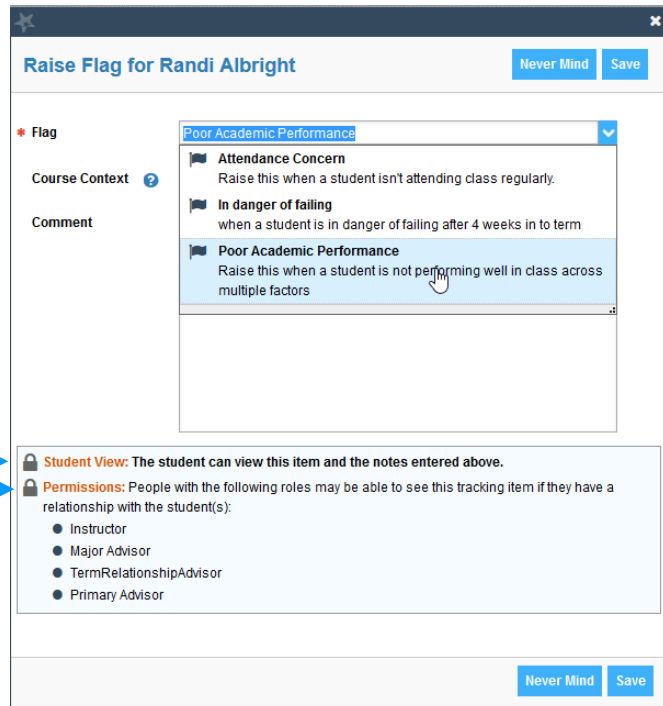 Raise Flag for Randi Albright
Never Mind
Save
* Flag
Poor Academic Performance
Attendance Concern
Raise this when a student isn't attending class regularly.
Course Context ?
In danger of failing
when a student is in danger of failing after 4 weeks in to term
Comment
Poor Academic Performance
Raise this when a student is not performing well in class across
multiple factors
Student View: The student can view this item and the notes entered above.
Permissions: People with the following roles may be able to see this tracking item if they have a
relationship with the student(s):
Instructor
Major Advisor
TermRelationshipAdvisor
Primary Advisor
Never Mind
Save